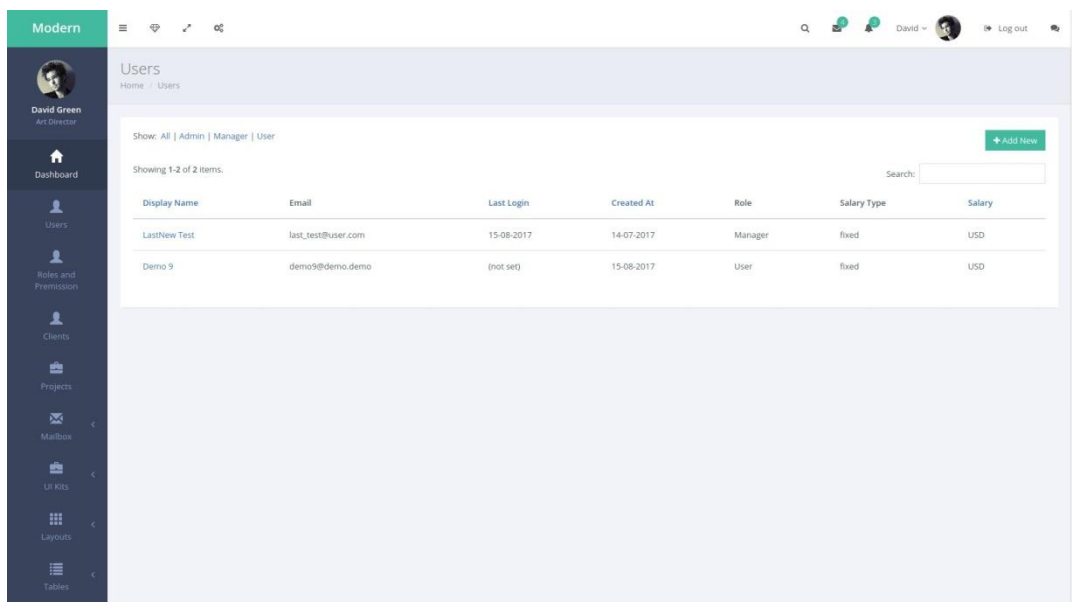 Modern
4
3
David
Log out
David Green
Art Director
Dashboard
Users
Roles and
Premission
Clients
Projects
Mailbox
UI Kits
Layouts
Tables
Users
Home / Users
Show: All | Admin | Manager | User
+ Add New
Showing 1-2 of 2 items.
Search:
Display Name Email Last Login Created At Role Salary Type Salary
LastNew Test last_test@user.com 15-08-2017 14-07-2017 Manager fixed USD
Demo 9 demo9@demo.demo (not set) 15-08-2017 User fixed USD